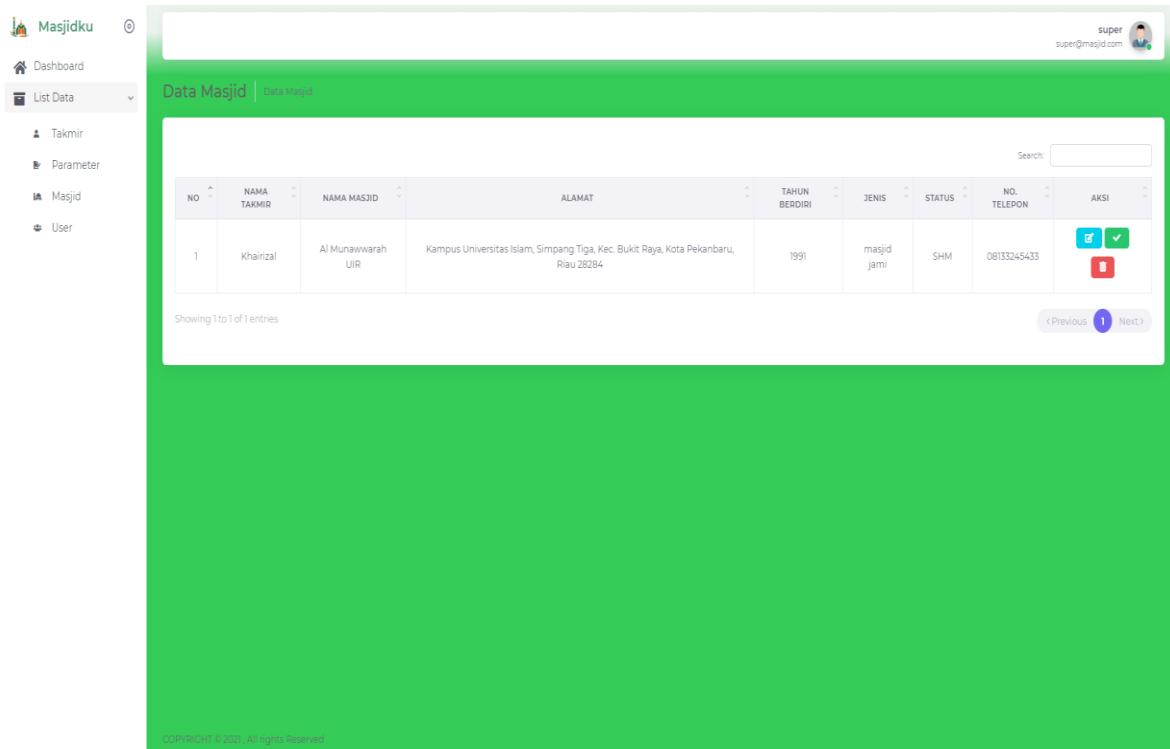 Masjidku
Dashboard
List Data
Takmir
Parameter
Masjid
User
super
super@masjid.com
Data Masjid
Data Masjid
Search:
NO
NAMA
TAKMIR
NAMA MASJID
ALAMAT
TAHUN
BERDIRI
JENIS
STATUS
NO.
TELEPON
AKSI
1
Khairizal
Al Munawwarah
UIR
Kampus Universitas Islam, Simpang Tiga, Kec. Bukit Raya, Kota Pekanbaru,
Riau 28284
1991
masjid
jami
SHM
08133245433
Showing 1 to 1 of 1 entries
Previous
1
Next
COPYRIGHT © 2021 , All rights Reserved